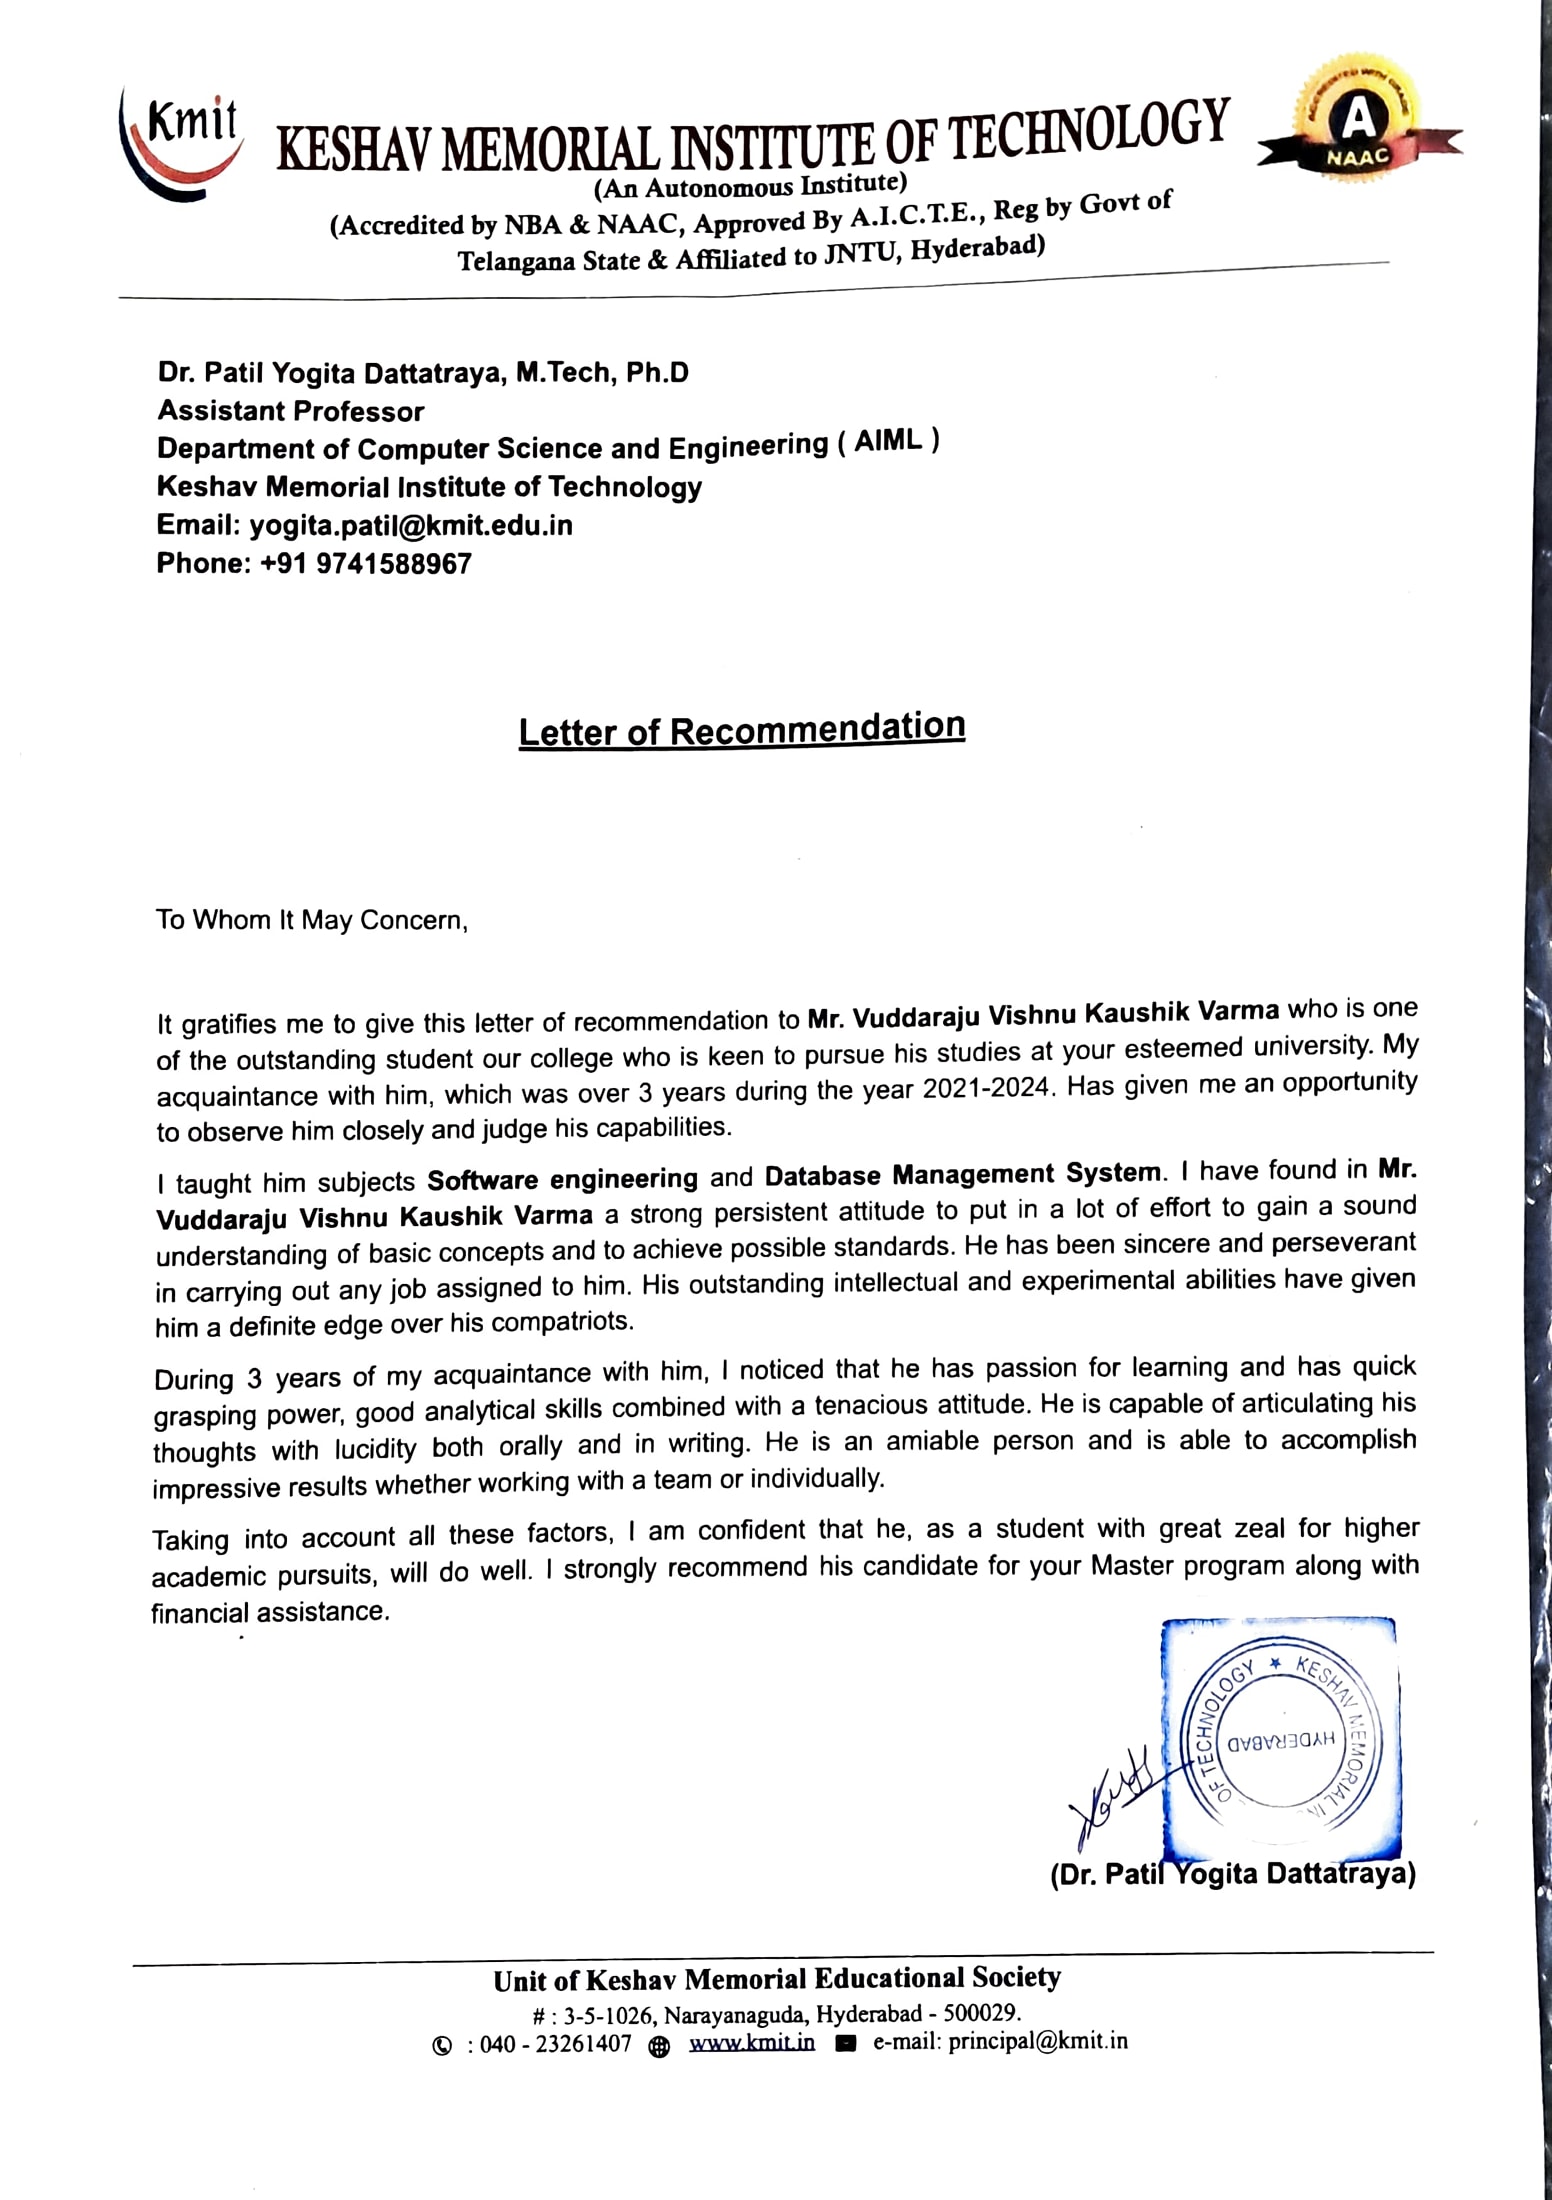 Kmit
KESHAV MEMORIAL INSTITUTE OF TECHNOLOGY
ACCREDITED WITH GRADE
A
NAAC
(An Autonomous Institute)
(Accredited by NBA & NAAC, Approved By A.I.C.T.E., Reg by Govt of
Telangana State & Affiliated to JNTU, Hyderabad)
Dr. Patil Yogita Dattatraya, M.Tech, Ph.D
Assistant Professor
Department of Computer Science and Engineering ( AIML )
Keshav Memorial Institute of Technology
Email: yogita.patil@kmit.edu.in
Phone: +91 9741588967
Letter of Recommendation
To Whom It May Concern,
It gratifies me to give this letter of recommendation to Mr. Vuddaraju Vishnu Kaushik Varma who is one
of the outstanding student our college who is keen to pursue his studies at your esteemed university. My
acquaintance with him, which was over 3 years during the year 2021-2024. Has given me an opportunity
to observe him closely and judge his capabilities.
I taught him subjects Software engineering and Database Management System. I have found in Mr.
Vuddaraju Vishnu Kaushik Varma a strong persistent attitude to put in a lot of effort to gain a sound
understanding of basic concepts and to achieve possible standards. He has been sincere and perseverant
in carrying out any job assigned to him. His outstanding intellectual and experimental abilities have given
him a definite edge over his compatriots.
During 3 years of my acquaintance with him, I noticed that he has passion for learning and has quick
grasping power, good analytical skills combined with a tenacious attitude. He is capable of articulating his
thoughts with lucidity both orally and in writing. He is an amiable person and is able to accomplish
impressive results whether working with a team or individually.
Taking into account all these factors, I am confident that he, as a student with great zeal for higher
academic pursuits, will do well. I strongly recommend his candidate for your Master program along with
financial assistance.
KESHAV MEMORIAL IN
OF TECHNOLOGY ★
HYDERABAD
(Dr. Patil Yogita Dattatraya)
Unit of Keshav Memorial Educational Society
# : 3-5-1026, Narayanaguda, Hyderabad - 500029.
: 040 - 23261407 www.kmit.in e-mail: principal@kmit.in